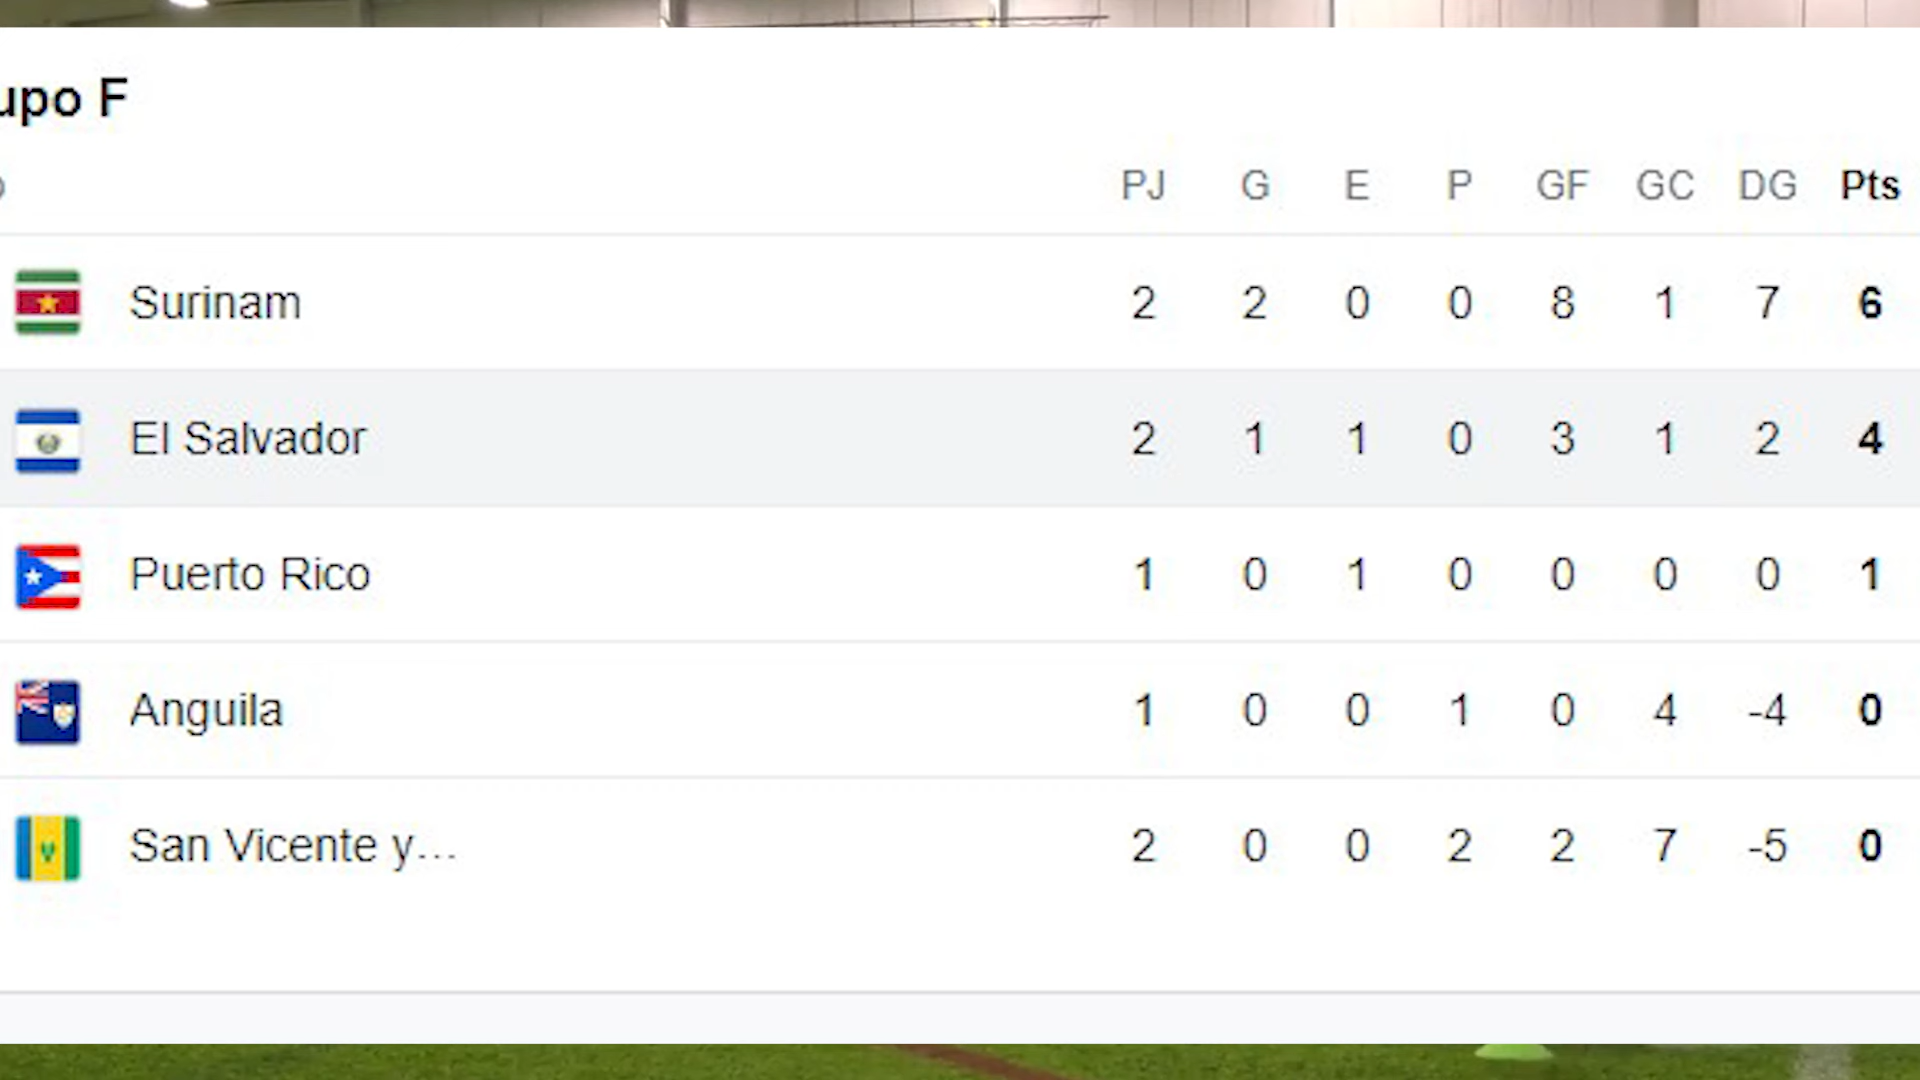 upo F
PJ G E P GF GC DG Pts
Surinam 2 2 0 0 8 1 7 6
El Salvador 2 1 1 0 3 1 2 4
Puerto Rico 1 0 1 0 0 0 0 1
Anguila 1 0 0 1 0 4 -4 0
San Vicente y... 2 0 0 2 2 7 -5 0